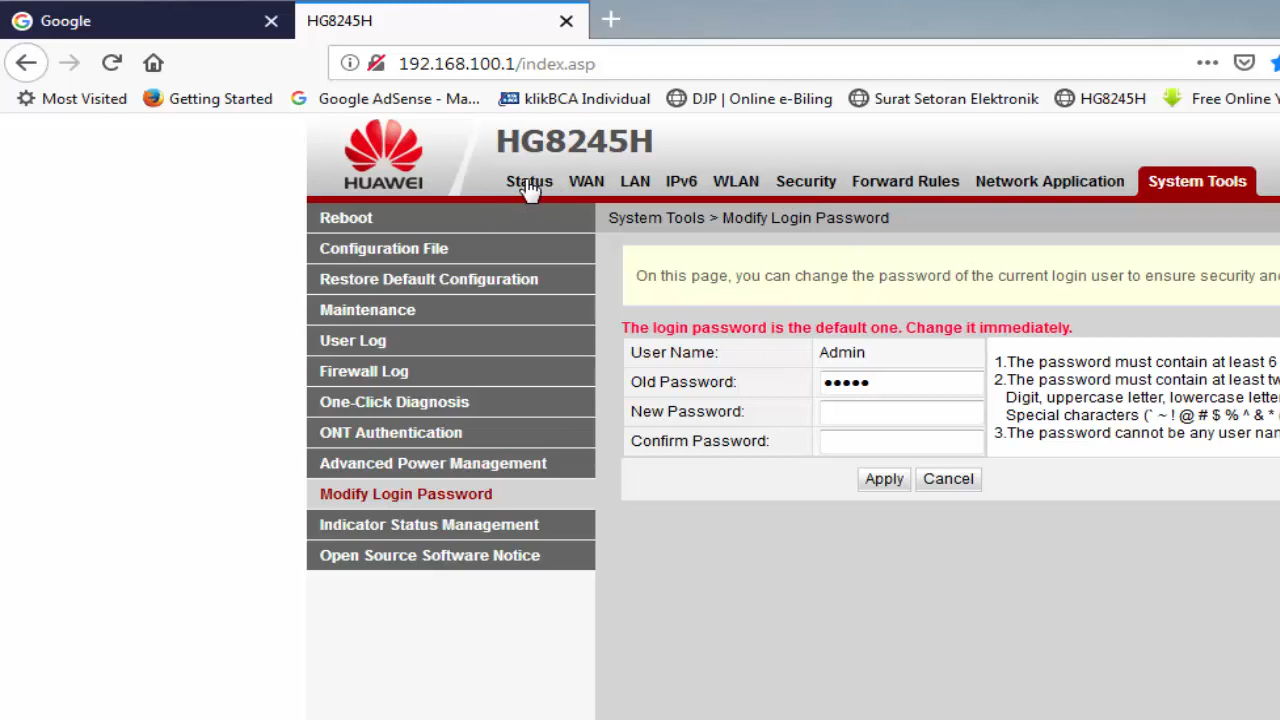 Google
HG8245H
192.168.100.1/index.asp
Most Visited Getting Started Google AdSense - Ma... klikBCA Individual DJP | Online e-Biling Surat Setoran Elektronik HG8245H Free Online
HUAWEI
HG8245H
Status WAN LAN IPv6 WLAN Security Forward Rules Network Application System Tools
Reboot
Configuration File
Restore Default Configuration
Maintenance
User Log
Firewall Log
One-Click Diagnosis
ONT Authentication
Advanced Power Management
Modify Login Password
Indicator Status Management
Open Source Software Notice
System Tools > Modify Login Password
On this page, you can change the password of the current login user to ensure security and
The login password is the default one. Change it immediately.
User Name: Admin
Old Password: ●●●●●
New Password:
Confirm Password:
1.The password must contain at least 6
2.The password must contain at least tw
Digit, uppercase letter, lowercase letter
Special characters (` ~ ! @ # $ % ^ & * (
3.The password cannot be any user nam
Apply Cancel